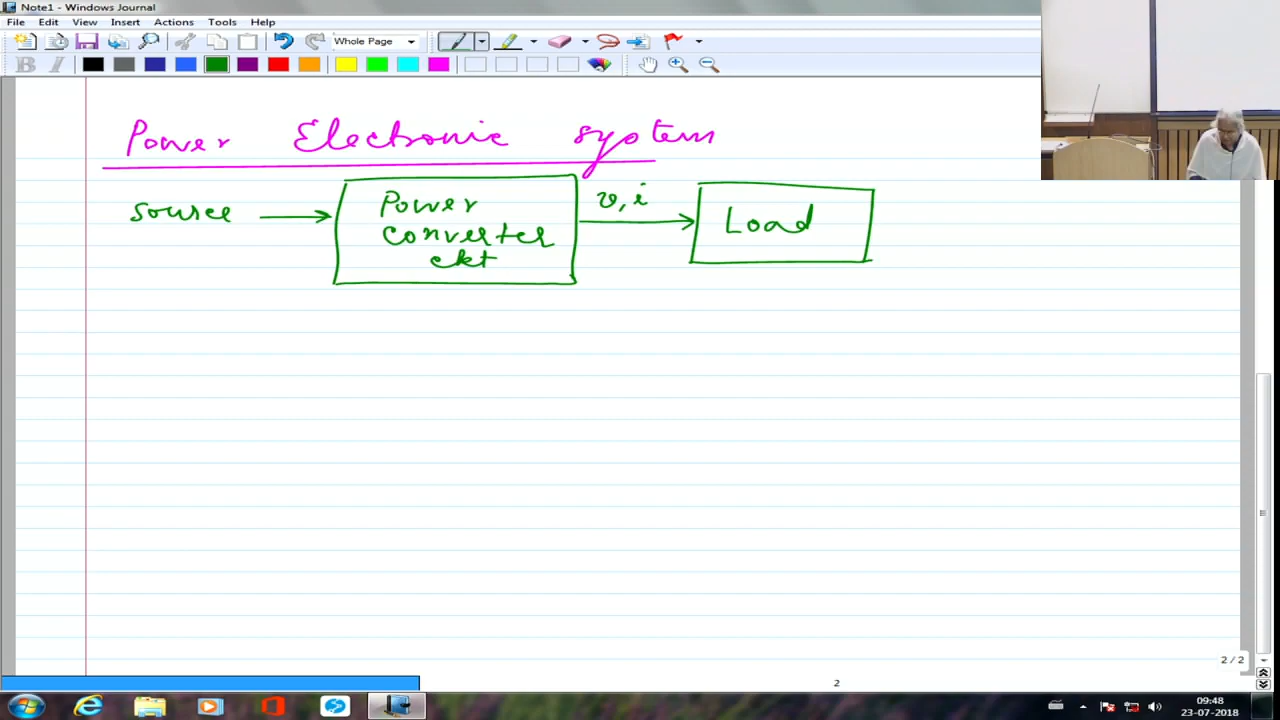 Note1 - Windows Journal
File Edit View Insert Actions Tools Help
Whole Page
B I
Power Electronic system
source
Power
converter
ckt
v, i
Load
2 / 2
2
09:48
23-07-2018